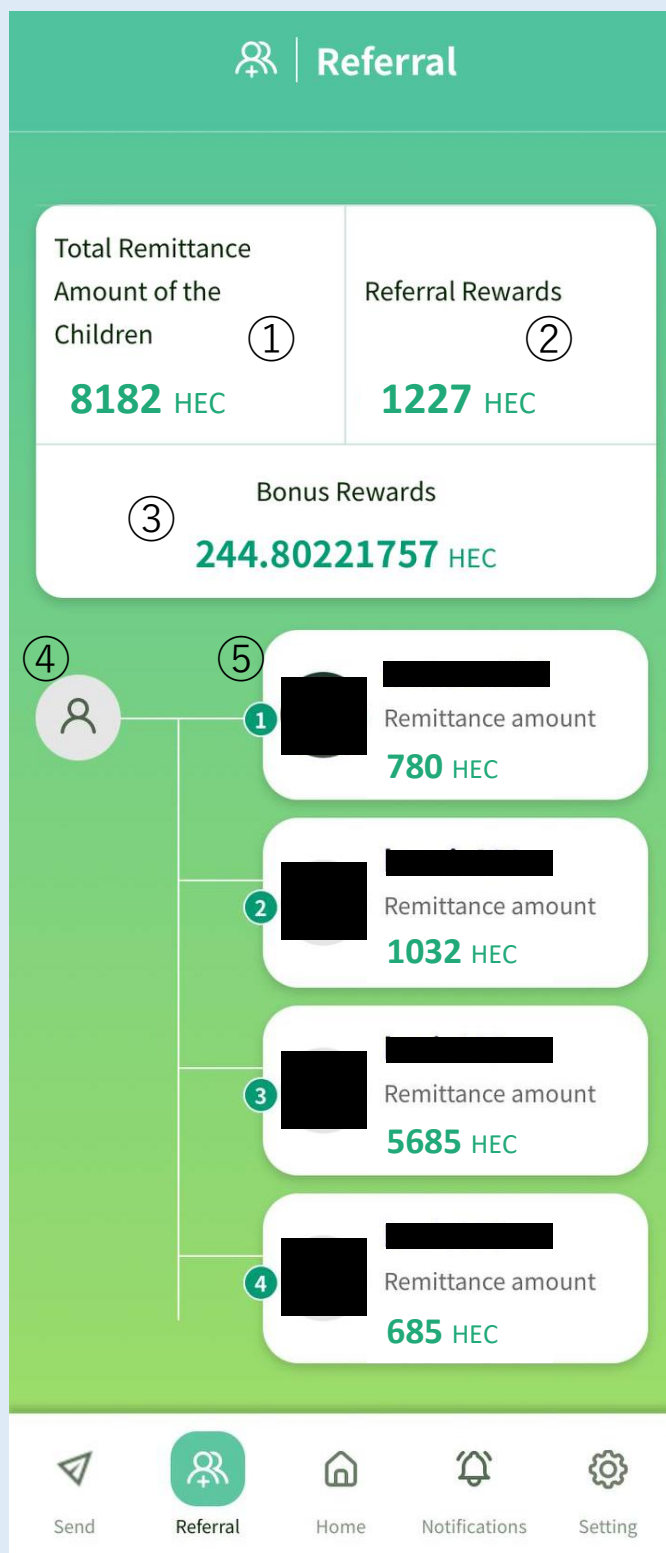 Referral
Total Remittance
Amount of the
Children
①
8182 HEC
Referral Rewards
②
1227 HEC
Bonus Rewards
③
244.80221757 HEC
④
⑤
1
Remittance amount
780 HEC
2
Remittance amount
1032 HEC
3
Remittance amount
5685 HEC
4
Remittance amount
685 HEC
Send
Referral
Home
Notifications
Setting